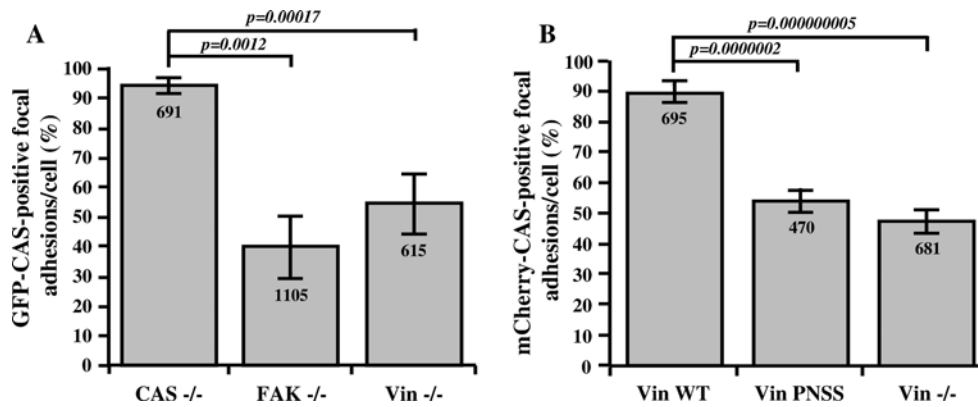 A
p=0.00017
p=0.0012
GFP-CAS-positive focal
adhesions/cell (%)
100
90
80
70
60
50
40
30
20
10
0
691
1105
615
CAS -/-
FAK -/-
Vin -/-
B
p=0.000000005
p=0.0000002
mCherry-CAS-positive focal
adhesions/cell (%)
100
90
80
70
60
50
40
30
20
10
0
695
470
681
Vin WT
Vin PNSS
Vin -/-